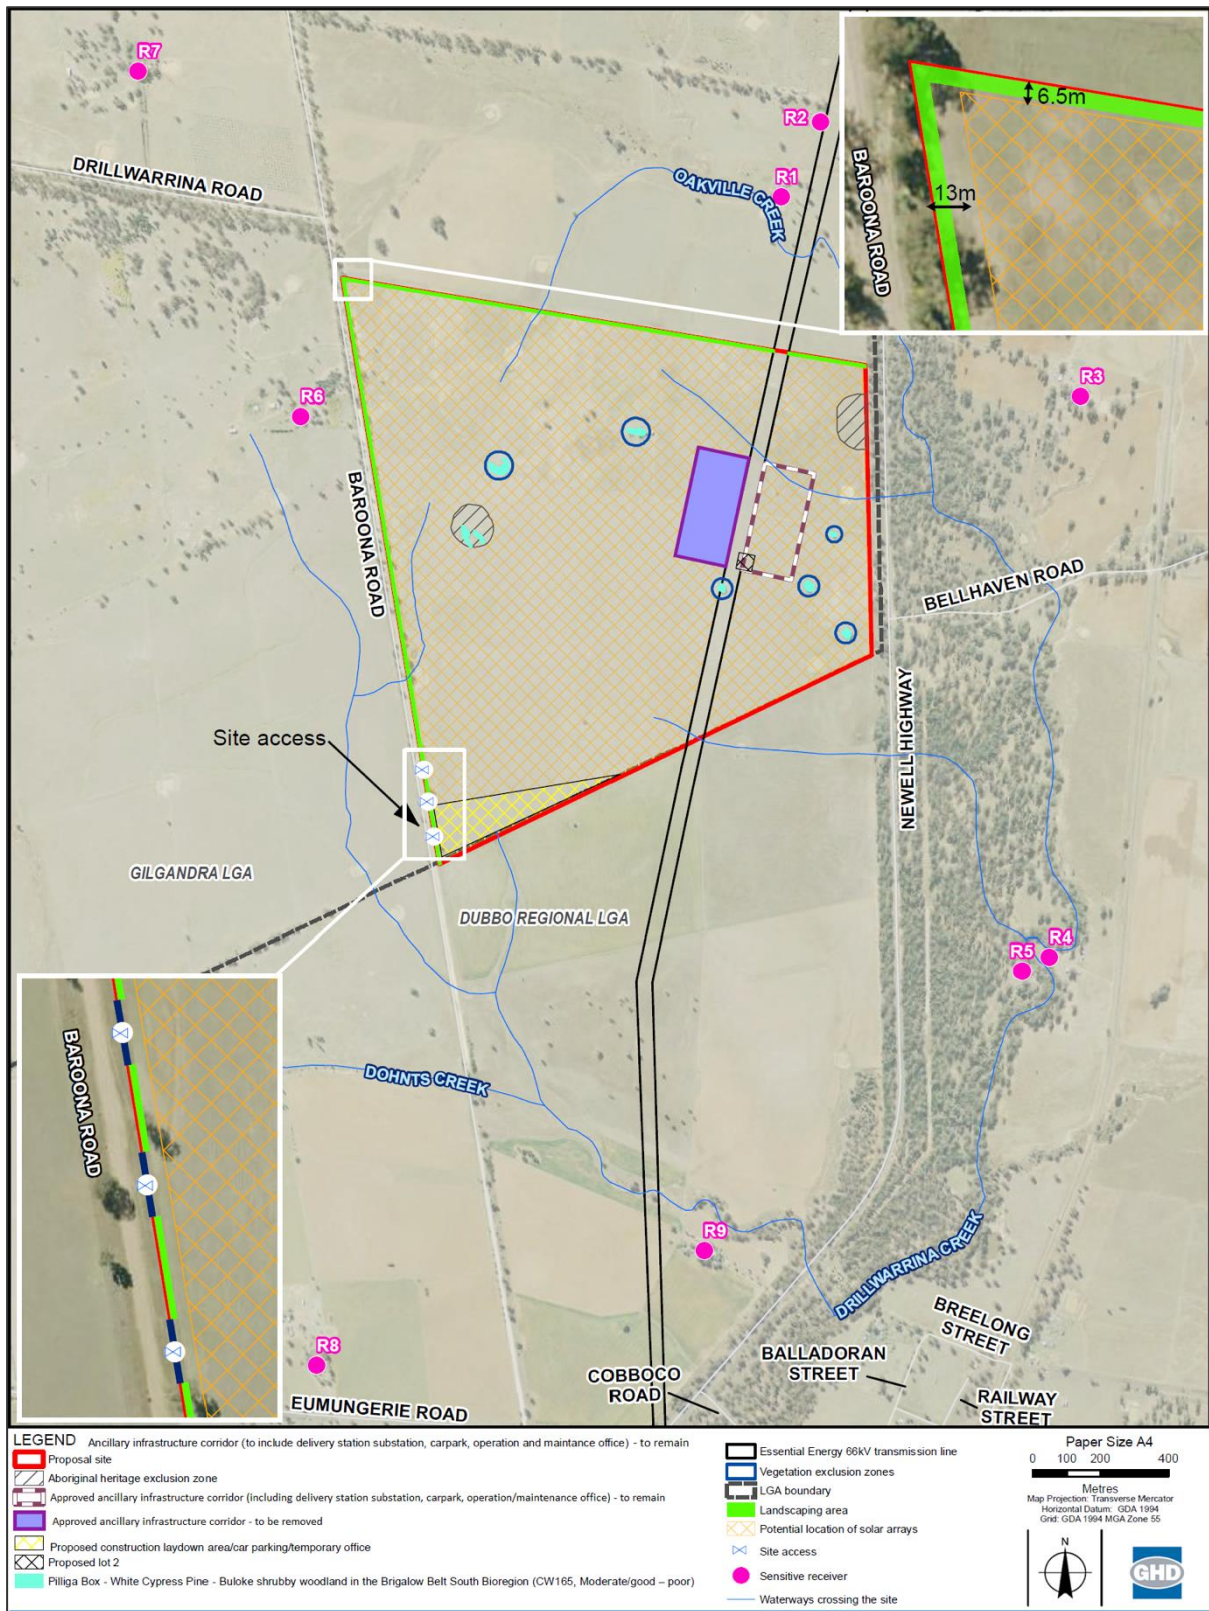 R7
R2
6.5m
DRILLWARRINA ROAD
OAKVILLE CREEK
R1
BAROONA ROAD
13m
R3
R6
BAROONA ROAD
BELLHAVEN ROAD
Site access
NEWELL HIGHWAY
GILGANDRA LGA
DUBBO REGIONAL LGA
R4
R5
BAROONA ROAD
DOHNTS CREEK
R9
DRILLWARRINA CREEK
BREELONG
STREET
BALLADORAN
STREET
R8
COBBOCO
ROAD
RAILWAY
STREET
EUMUNGERIE ROAD
LEGEND Ancillary infrastructure corridor (to include delivery station substation, carpark, operation and maintance office) - to remain
Proposal site
Aboriginal heritage exclusion zone
Approved ancillary infrastructure corridor (including delivery station substation, carpark, operation/maintenance office) - to remain
Approved ancillary infrastructure corridor - to be removed
Proposed construction laydown area/car parking/temporary office
Proposed lot 2
Pilliga Box - White Cypress Pine - Buloke shrubby woodland in the Brigalow Belt South Bioregion (CW165, Moderate/good – poor)
Essential Energy 66kV transmission line
Vegetation exclusion zones
LGA boundary
Landscaping area
Potential location of solar arrays
Site access
Sensitive receiver
Waterways crossing the site
Paper Size A4
0 100 200 400
Metres
Map Projection: Transverse Mercator
Horizontal Datum: GDA 1994
Grid: GDA 1994 MGA Zone 55
N
GHD